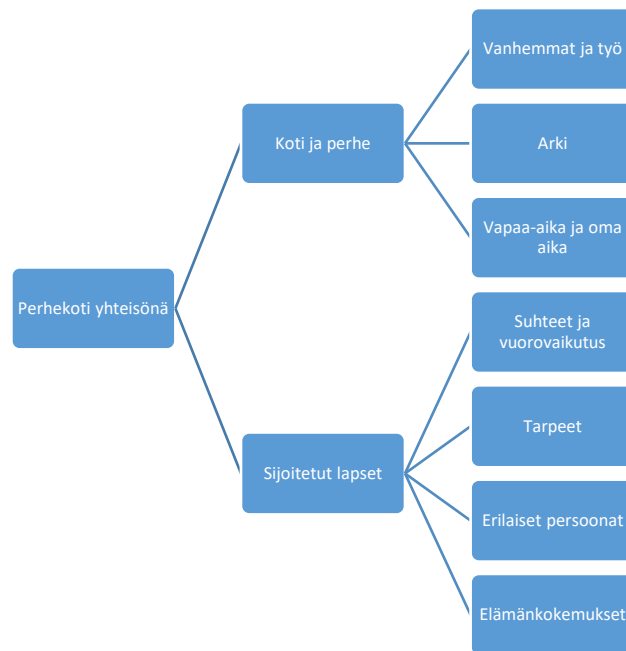 Vanhemmat ja työ
Koti ja perhe
Arki
Vapaa-aika ja oma
aika
Perhekoti yhteisönä
Suhteet ja
vuorovaikutus
Tarpeet
Sijoitetut lapset
Erilaiset persoonat
Elämänkokemukset